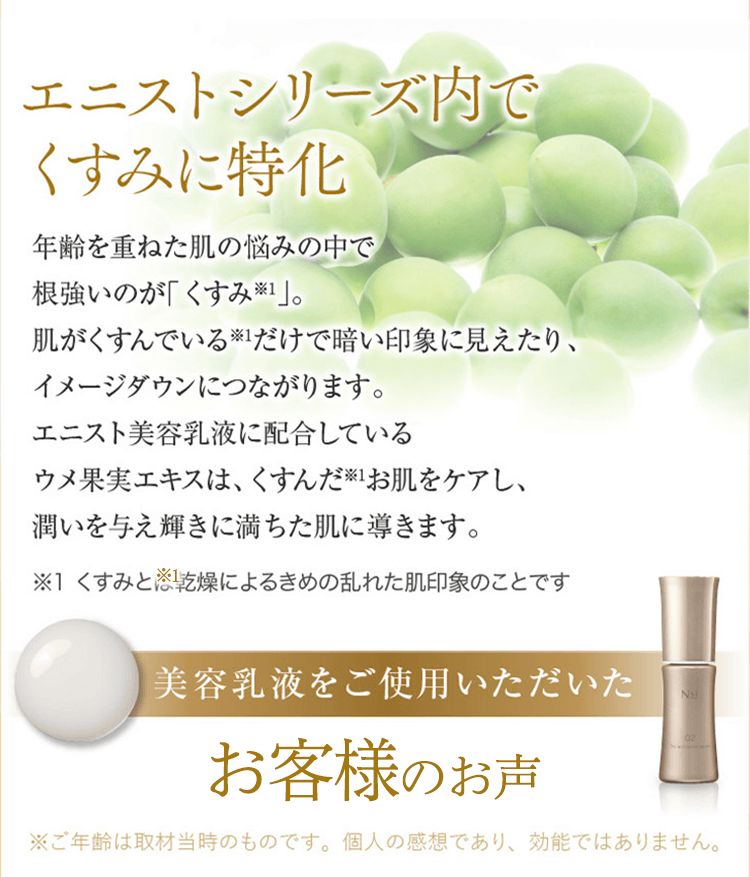 エニストシリーズ内で
くすみに特化
年齢を重ねた肌の悩みの中で
根強いのが「くすみ※1」。
肌がくすんでいる※1だけで暗い印象に見えたり、
イメージダウンにつながります。
エニスト美容乳液に配合している
ウメ果実エキスは、くすんだ※1お肌をケアし、
潤いを与え輝きに満ちた肌に導きます。
※1
※1 くすみとは乾燥によるきめの乱れた肌印象のことです
美容乳液をご使用いただいた
02
お客様のお声
※ご年齢は取材当時のものです。個人の感想であり、効能ではありません。